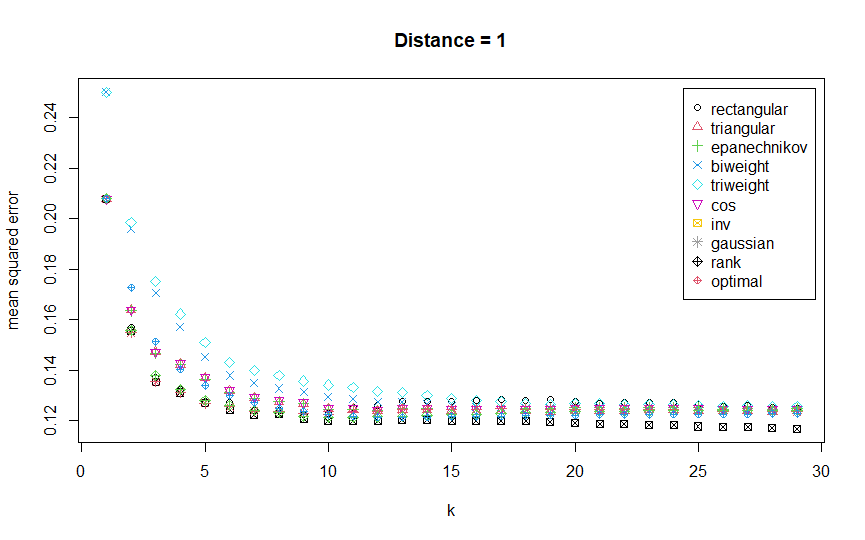 Distance = 1
mean squared error
0.24
0.22
0.20
0.18
0.16
0.14
0.12
rectangular
triangular
epanechnikov
biweight
triweight
cos
inv
gaussian
rank
optimal
0 5 10 15 20 25 30
k